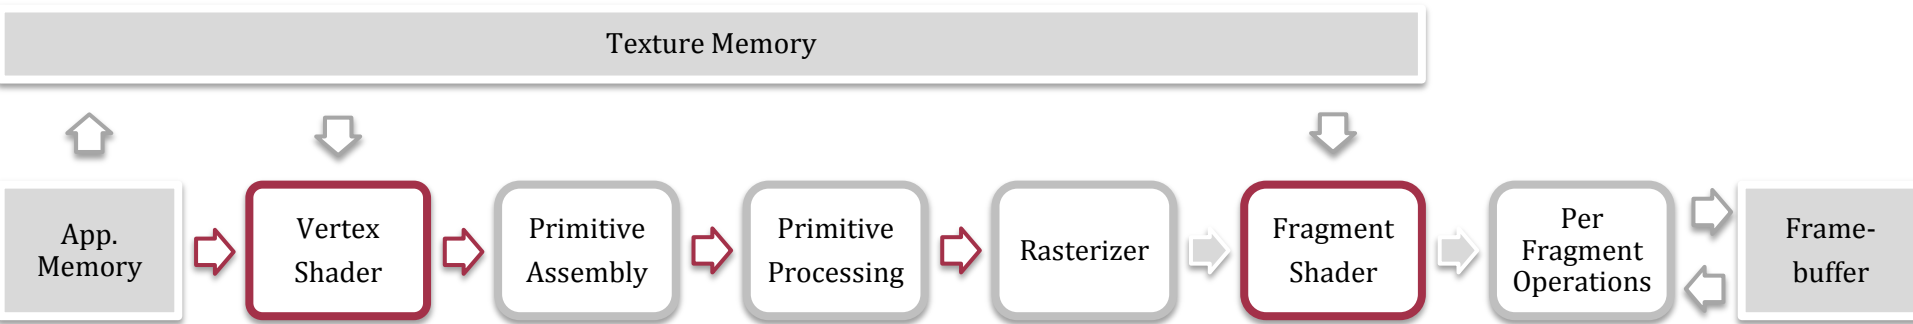 Texture Memory
App.
Memory
Vertex
Shader
Primitive
Assembly
Primitive
Processing
Rasterizer
Fragment
Shader
Per
Fragment
Operations
Frame-
buffer